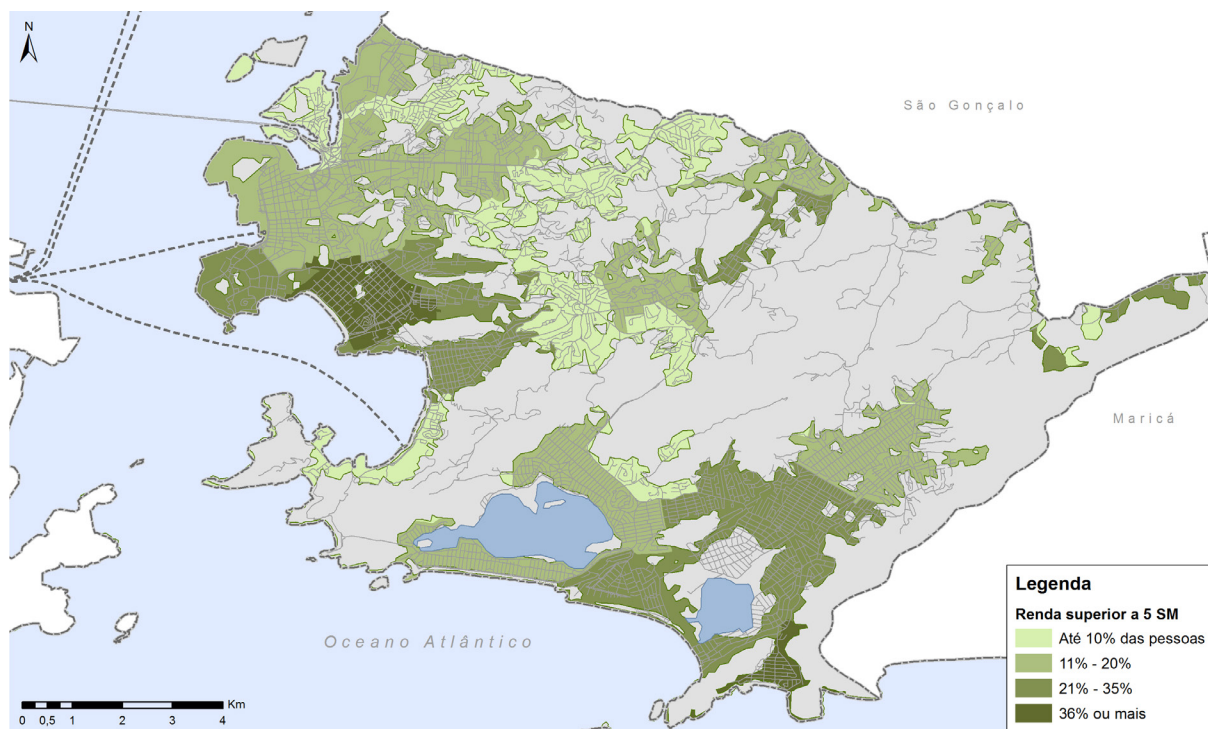 N
São Gonçalo
Maricá
Oceano Atlântico
Legenda
Renda superior a 5 SM
Até 10% das pessoas
11% - 20%
21% - 35%
36% ou mais
Km
0 0,5 1 2 3 4